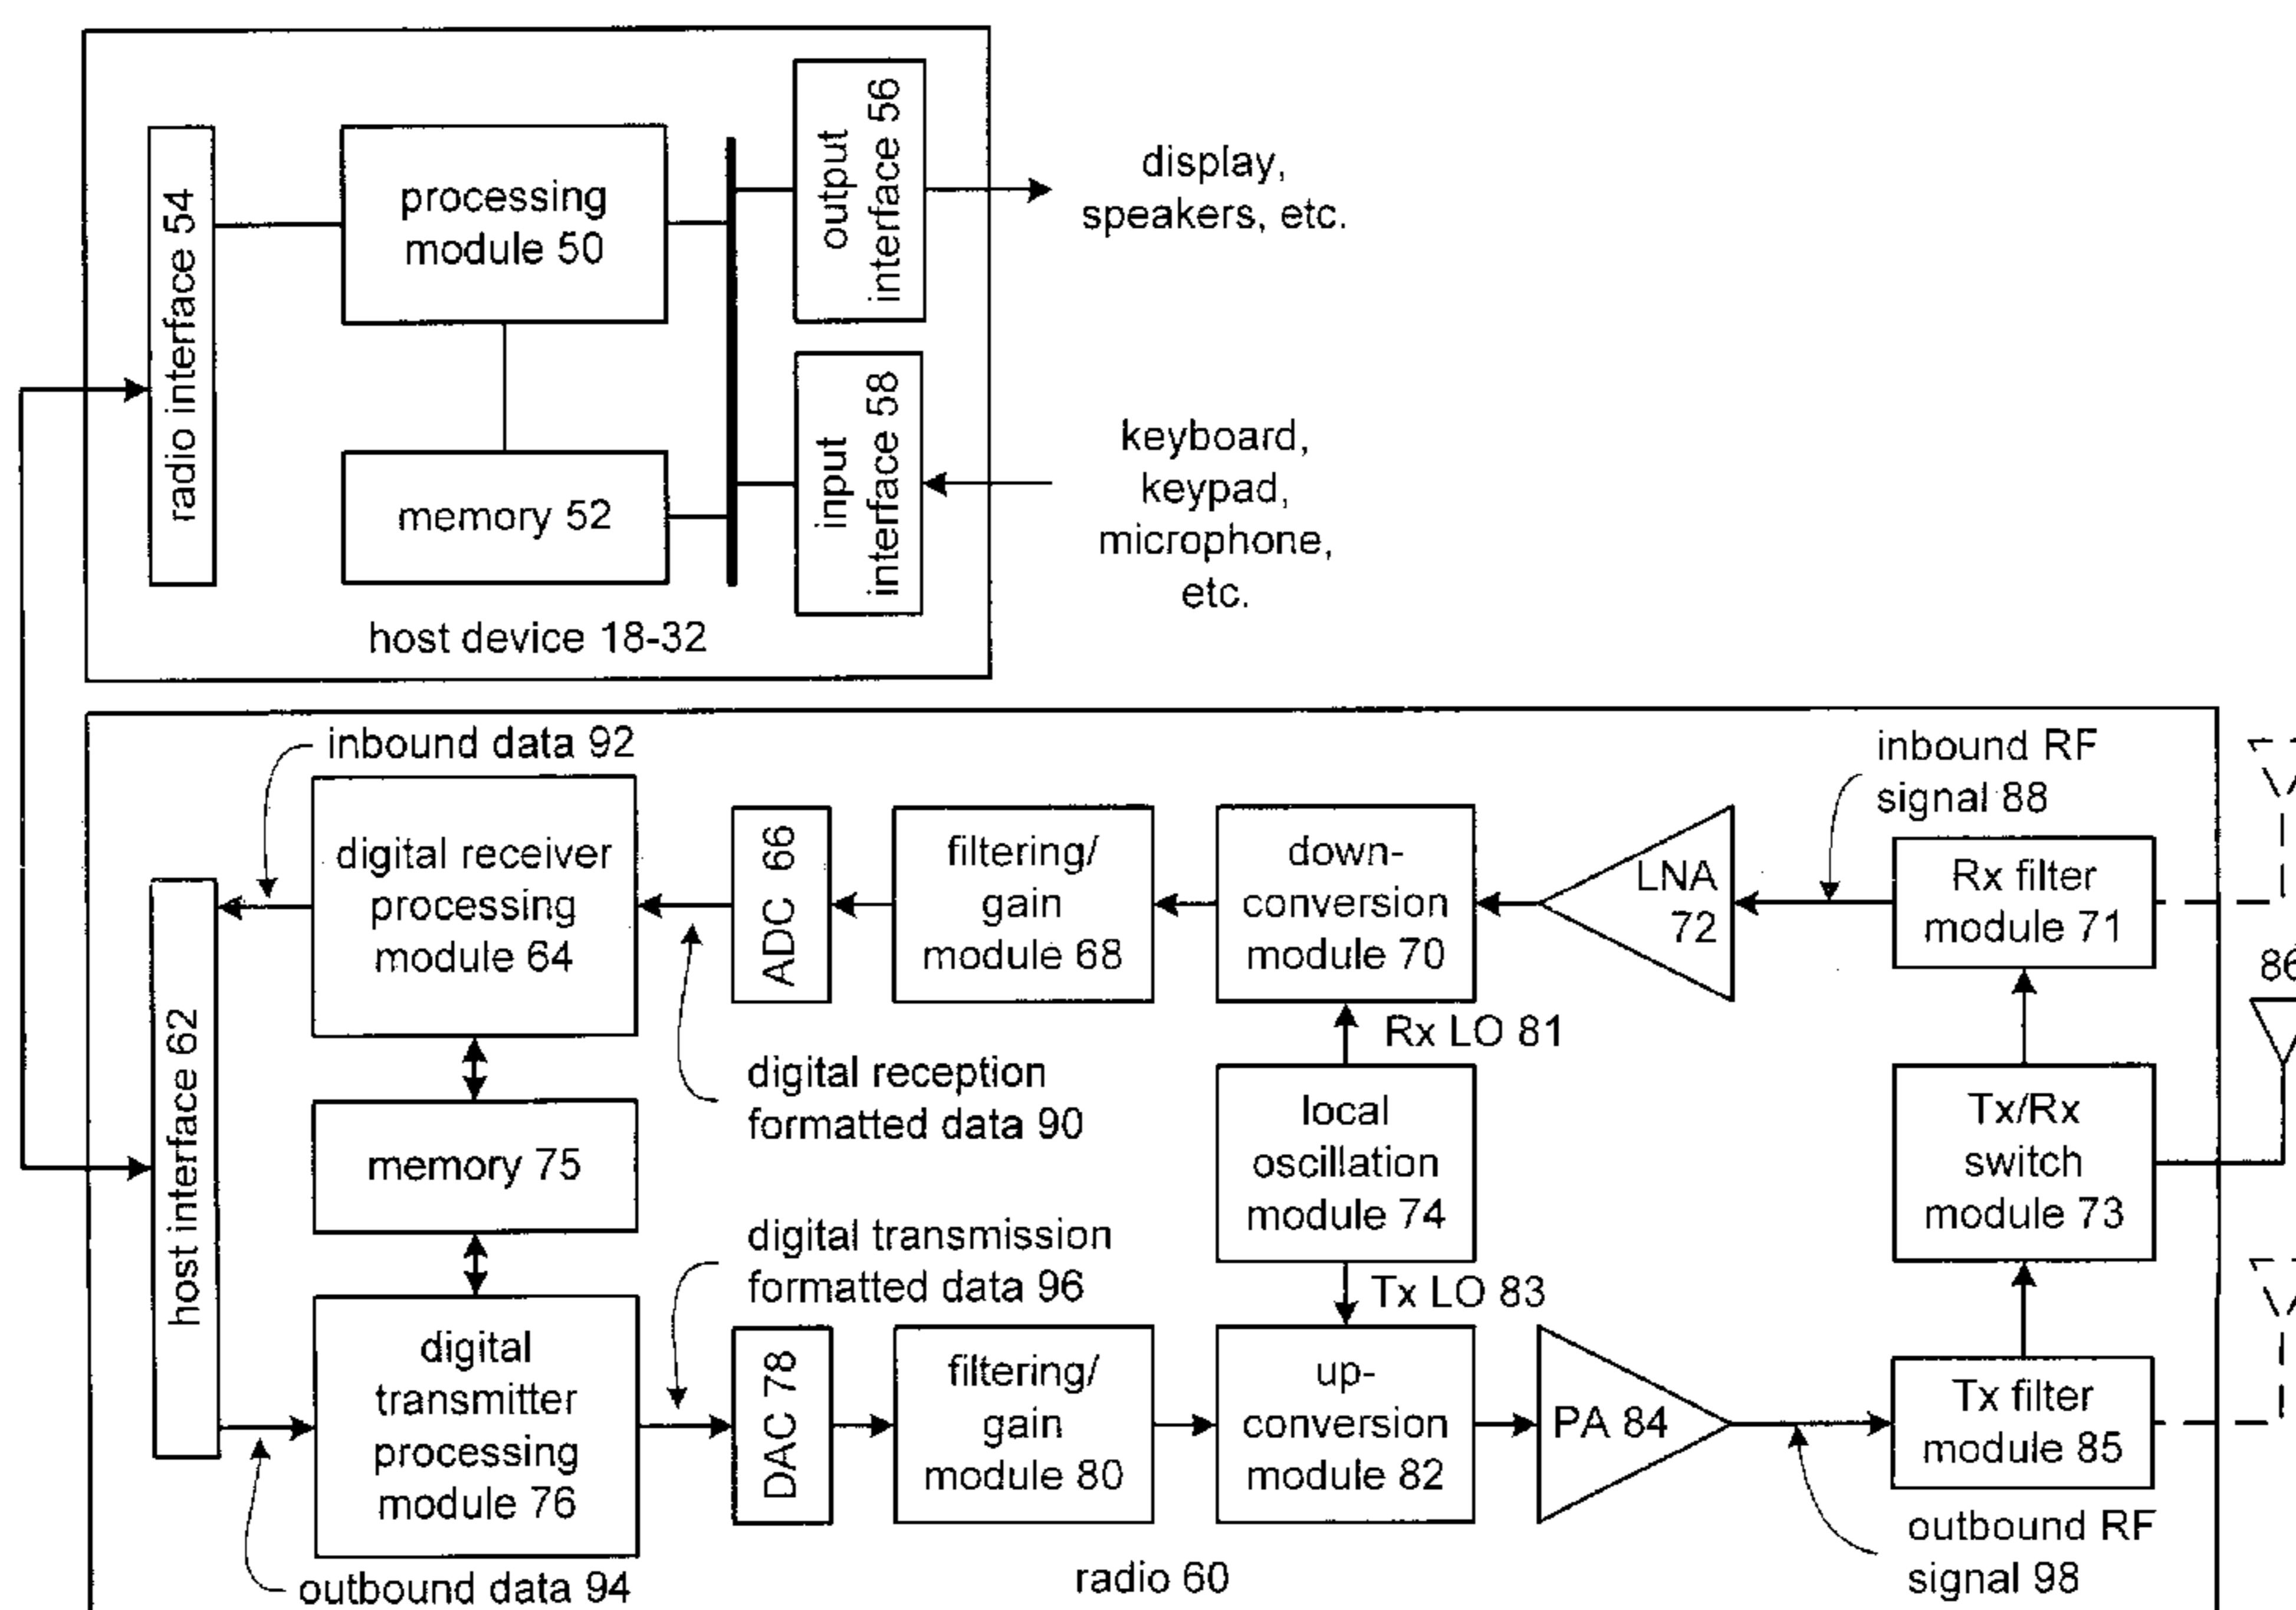 radio interface 54
processing
module 50
memory 52
output
interface 56
input
interface 58
display,
speakers, etc.
keyboard,
keypad,
microphone,
etc.
host device 18-32
inbound data 92
digital receiver
processing
module 64
ADC 66
filtering/
gain
module 68
down-
conversion
module 70
LNA
72
inbound RF
signal 88
Rx filter
module 71
86
host interface 62
memory 75
digital reception
formatted data 90
Rx LO 81
local
oscillation
module 74
Tx/Rx
switch
module 73
digital transmission
formatted data 96
Tx LO 83
digital
transmitter
processing
module 76
DAC 78
filtering/
gain
module 80
up-
conversion
module 82
PA 84
Tx filter
module 85
outbound RF
signal 98
outbound data 94
radio 60